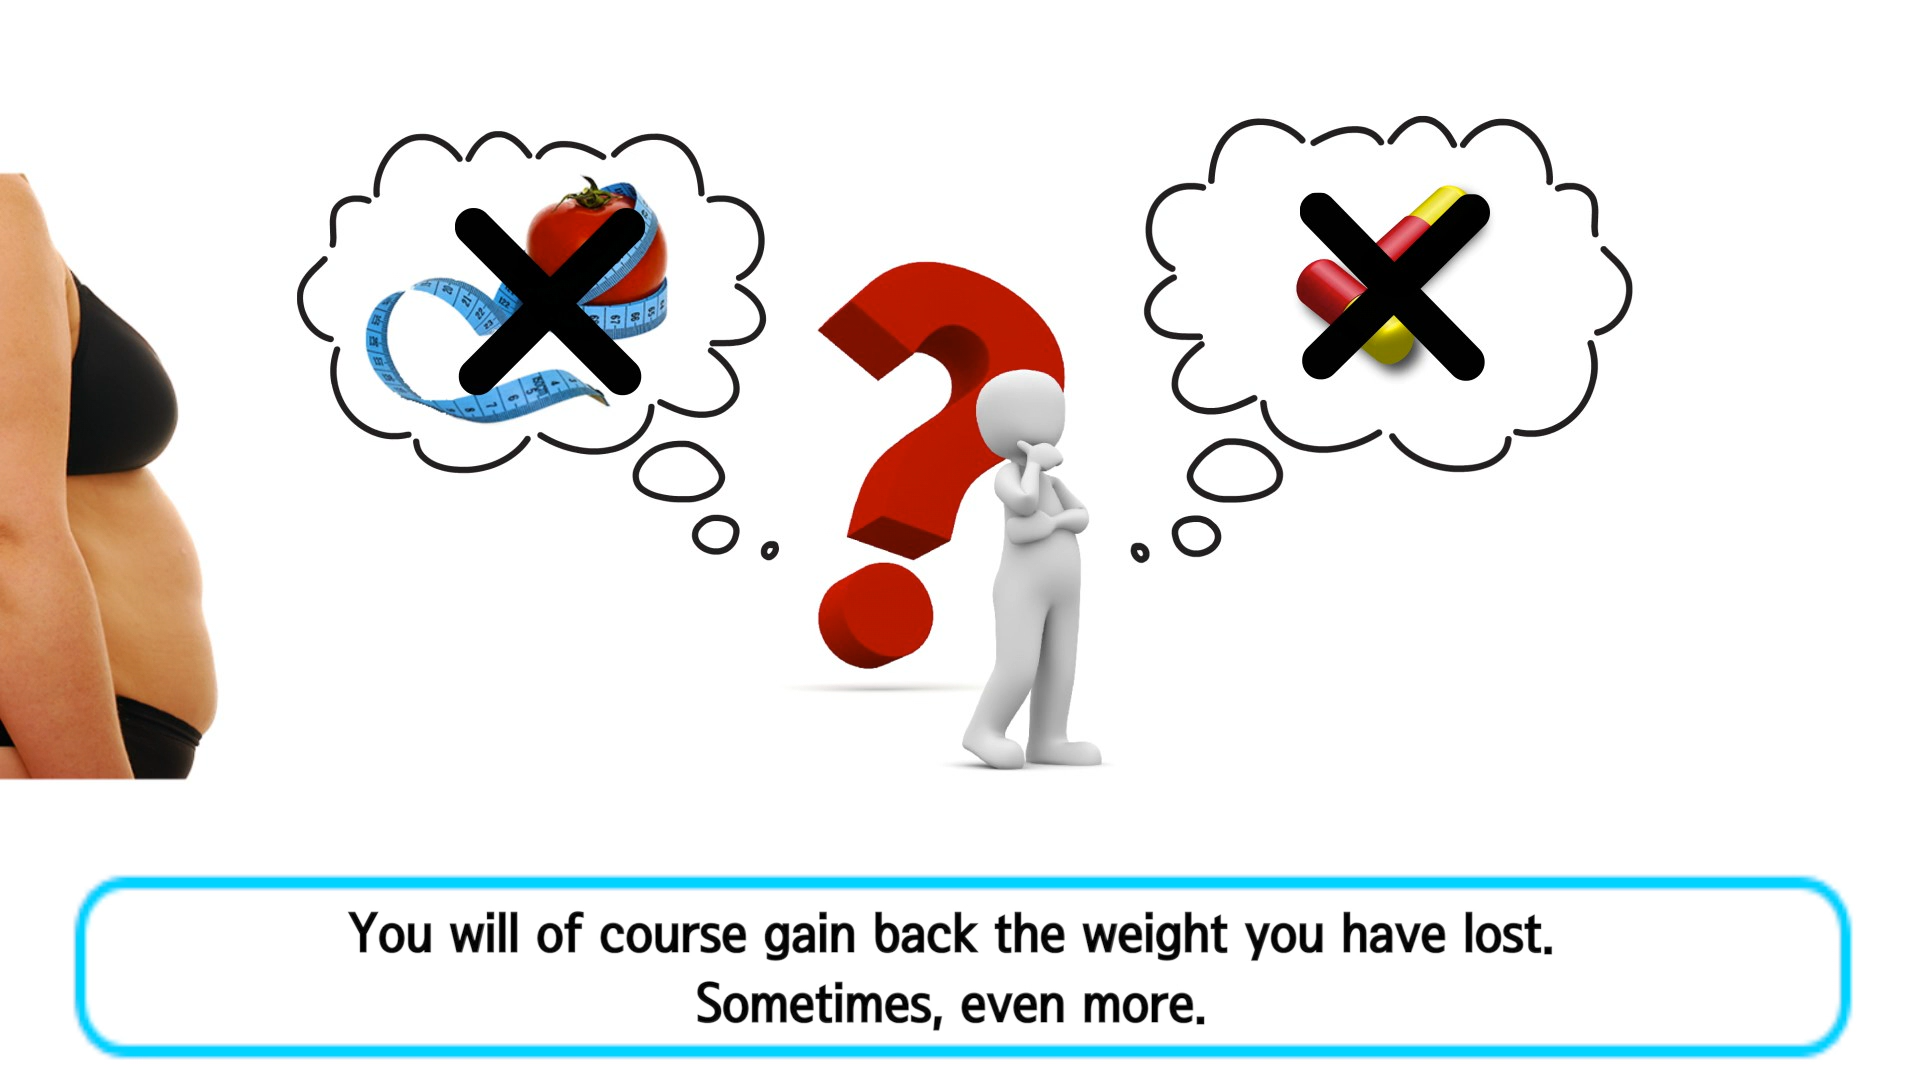 You will of course gain back the weight you have lost.
Sometimes, even more.